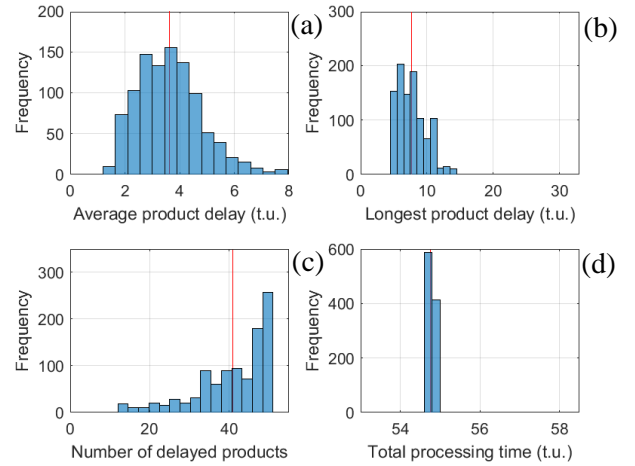 (a)
200
150
100
50
0
Frequency
0 2 4 6 8
Average product delay (t.u.)
(b)
300
200
100
0
Frequency
0 10 20 30
Longest product delay (t.u.)
(c)
300
200
100
0
Frequency
0 20 40
Number of delayed products
(d)
600
400
200
0
Frequency
54 56 58
Total processing time (t.u.)